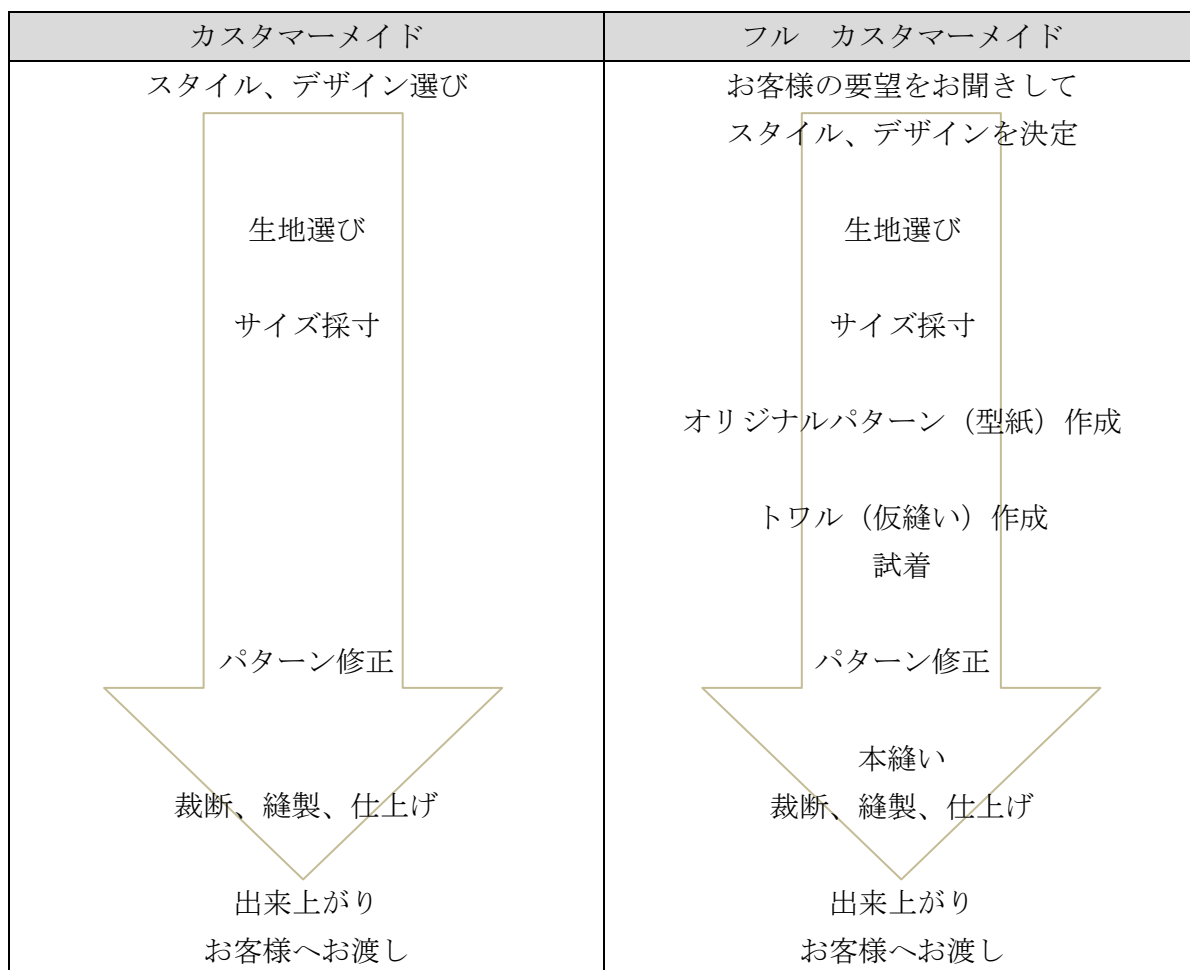 カスタマーメイド
スタイル、デザイン選び
生地選び
サイズ採寸
パターン修正
裁断、縫製、仕上げ
出来上がり
お客様へお渡し
フル　カスタマーメイド
お客様の要望をお聞きして
スタイル、デザインを決定
生地選び
サイズ採寸
オリジナルパターン（型紙）作成
トワル（仮縫い）作成
試着
パターン修正
本縫い
裁断、縫製、仕上げ
出来上がり
お客様へお渡し